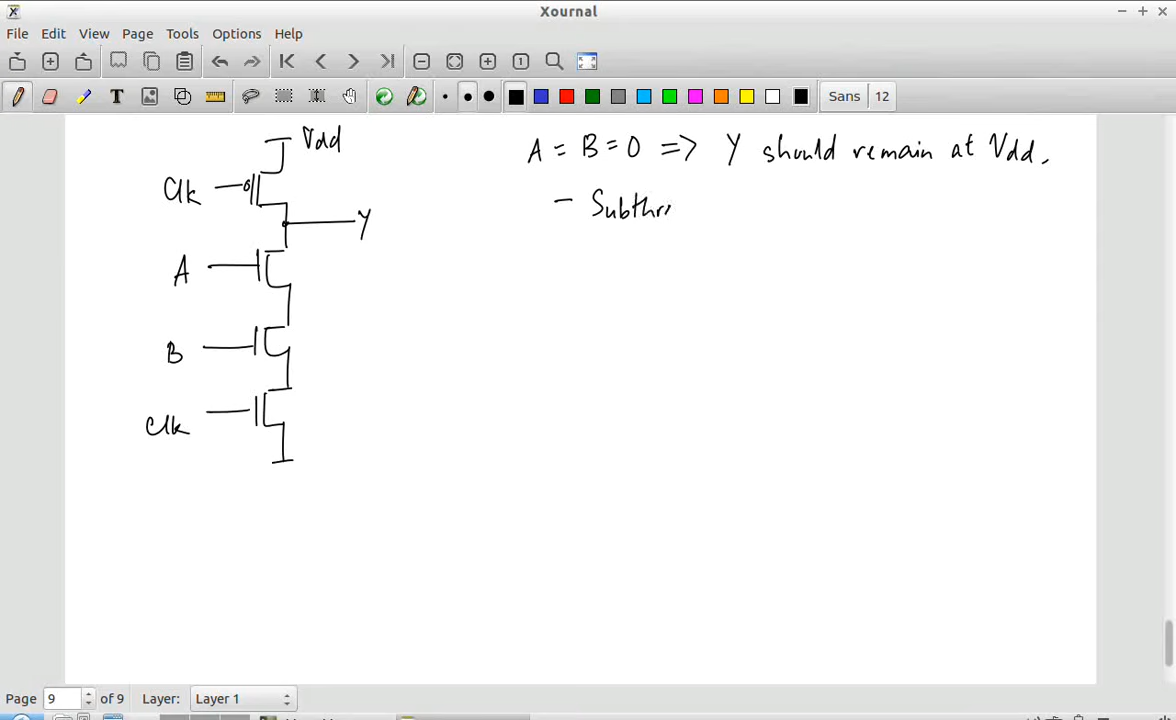 Xournal
File Edit View Page Tools Options Help
Sans 12
Vdd
Clk
Y
A
B
Clk
A = B = 0 => Y should remain at Vdd.
- Subthr
Page 9 of 9 Layer: Layer 1